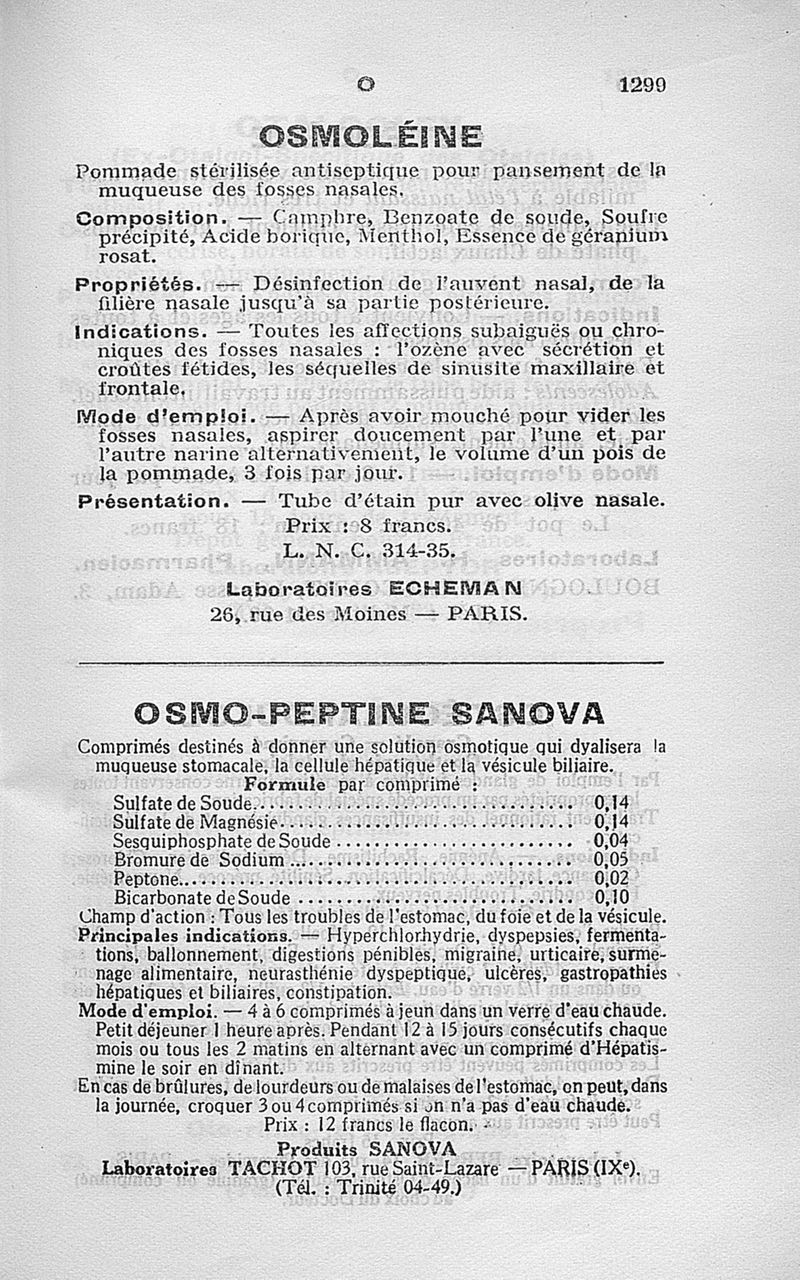 O 1299
OSMOLÉINE
Pommade stérilisée antiseptique pour pansement de la
muqueuse des fosses nasales.
Composition. — Camphre, Benzoate de soude, Soufre
précipité, Acide borique, Menthol, Essence de géranium
rosat.
Propriétés. — Désinfection de l'auvent nasal, de la
filière nasale jusqu'à sa partie postérieure.
Indications. — Toutes les affections subaiguës ou chro-
niques des fosses nasales : l'ozène avec sécrétion et
croûtes fétides, les séquelles de sinusite maxillaire et
frontale.
Mode d'emploi. — Après avoir mouché pour vider les
fosses nasales, aspirer doucement par l'une et par
l'autre narine alternativement, le volume d'un pois de
la pommade, 3 fois par jour.
Présentation. — Tube d'étain pur avec olive nasale.
Prix : 8 francs.
L. N. C. 314-35.
Laboratoires ECHEMAN
26, rue des Moines — PARIS.
OSMO-PEPTINE SANOVA
Comprimés destinés à donner une solution osmotique qui dyalisera la
muqueuse stomacale, la cellule hépatique et la vésicule biliaire.
Formule par comprimé :
Sulfate de Soude.................................... 0,14
Sulfate de Magnésie................................. 0,14
Sesquiphosphate de Soude........................... 0,04
Bromure de Sodium................................ 0,05
Peptone............................................. 0,02
Bicarbonate de Soude............................... 0,10
Champ d'action : Tous les troubles de l'estomac, du foie et de la vésicule.
Principales indications. — Hyperchlorhydrie, dyspepsies, fermenta-
tions, ballonnement, digestions pénibles, migraine, urticaire, surme-
nage alimentaire, neurasthénie dyspeptique, ulcères, gastropathies
hépatiques et biliaires, constipation.
Mode d'emploi. — 4 à 6 comprimés à jeun dans un verre d'eau chaude.
Petit déjeuner 1 heure après. Pendant 12 à 15 jours consécutifs chaque
mois ou tous les 2 matins en alternant avec un comprimé d'Hépatis-
mine le soir en dînant.
En cas de brûlures, de lourdeurs ou de malaises de l'estomac, on peut, dans
la journée, croquer 3 ou 4 comprimés si on n'a pas d'eau chaude.
Prix : 12 francs le flacon.
Produits SANOVA
Laboratoires TACHOT 103, rue Saint-Lazare — PARIS (IXe).
(Tél. : Trinité 04-49.)